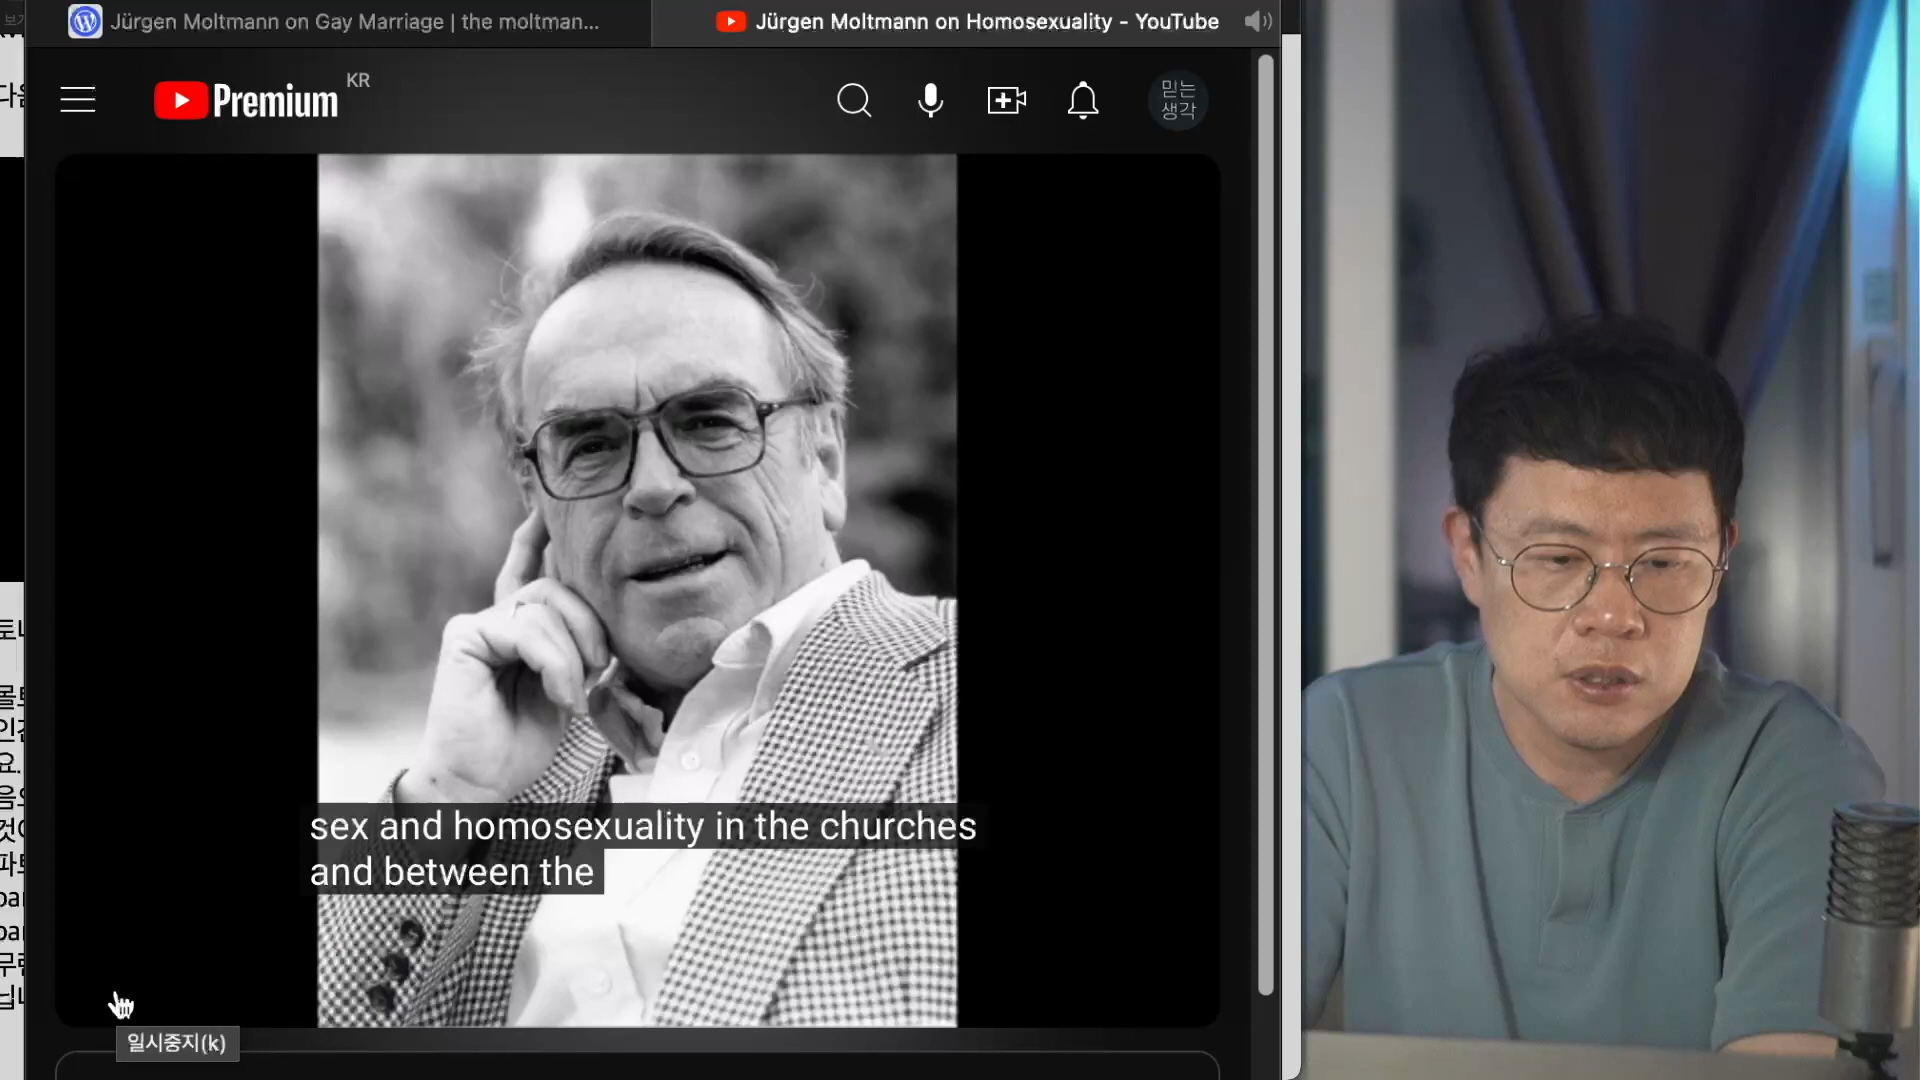 Jürgen Moltmann on Gay Marriage | the moltman...
Jürgen Moltmann on Homosexuality - YouTube
Premium
KR
믿는
생각
sex and homosexuality in the churches
and between the
일시중지(k)